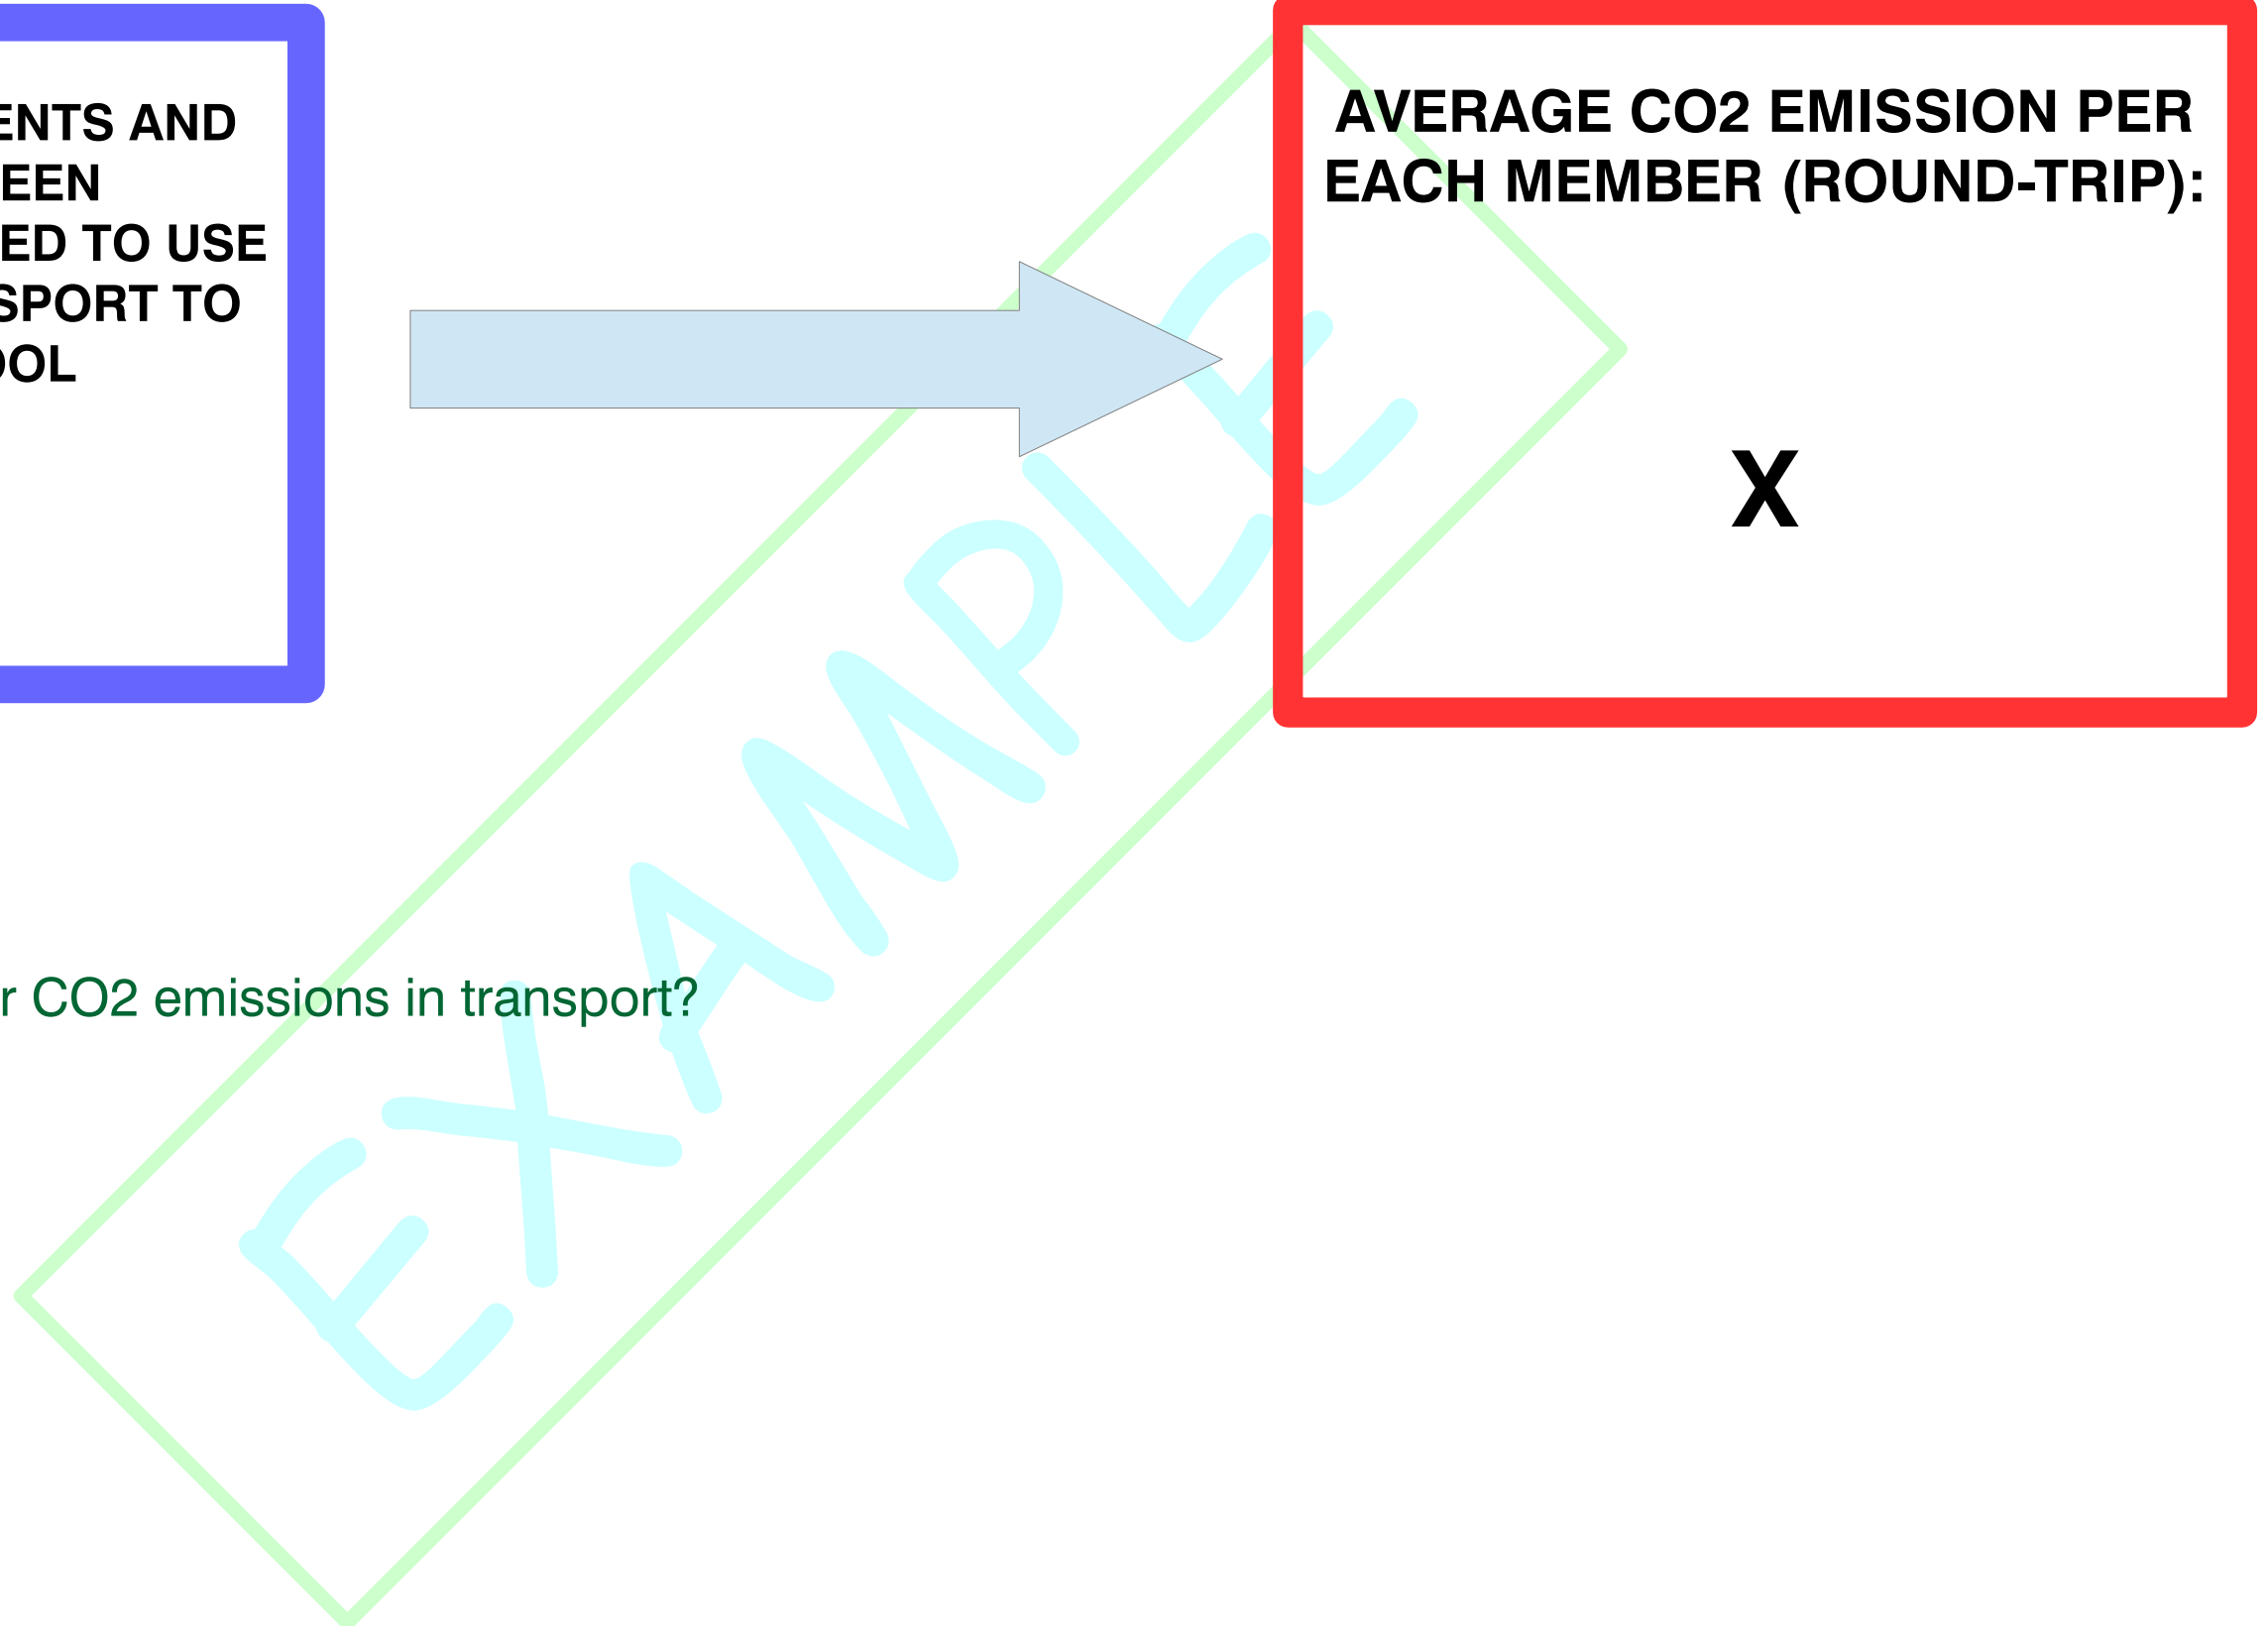 ENTS AND
EEN
ED TO USE
SPORT TO
OOL
AVERAGE CO2 EMISSION PER
EACH MEMBER (ROUND-TRIP):
X
EXAMPLE
r CO2 emissions in transport?